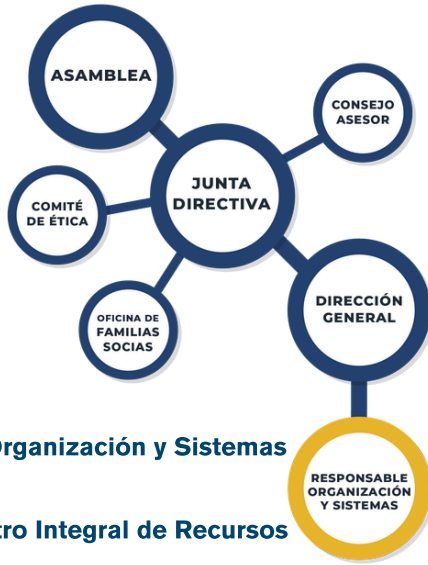 ASAMBLEA
CONSEJO
ASESOR
JUNTA
DIRECTIVA
COMITÉ
DE ÉTICA
OFICINA DE
FAMILIAS
SOCIAS
DIRECCIÓN
GENERAL
Organización y Sistemas
RESPONSABLE
ORGANIZACIÓN
Y SISTEMAS
tro Integral de Recursos